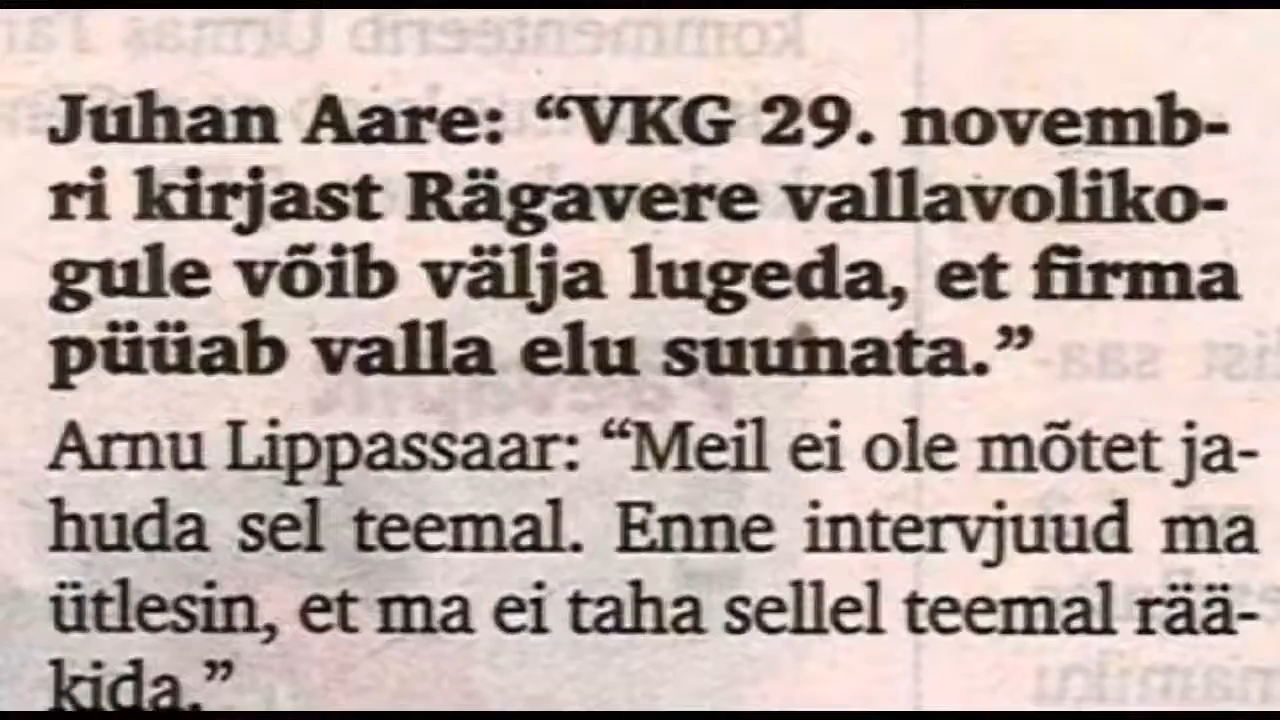 Juhan Aare: “VKG 29. novemb-
ri kirjast Rägavere vallavoliko-
gule võib välja lugeda, et firma
püüab valla elu suunata.”
Arnu Lippassaar: “Meil ei ole mõtet ja-
huda sel teemal. Enne intervjuud ma
ütlesin, et ma ei taha sellel teemal rää-
kida.”